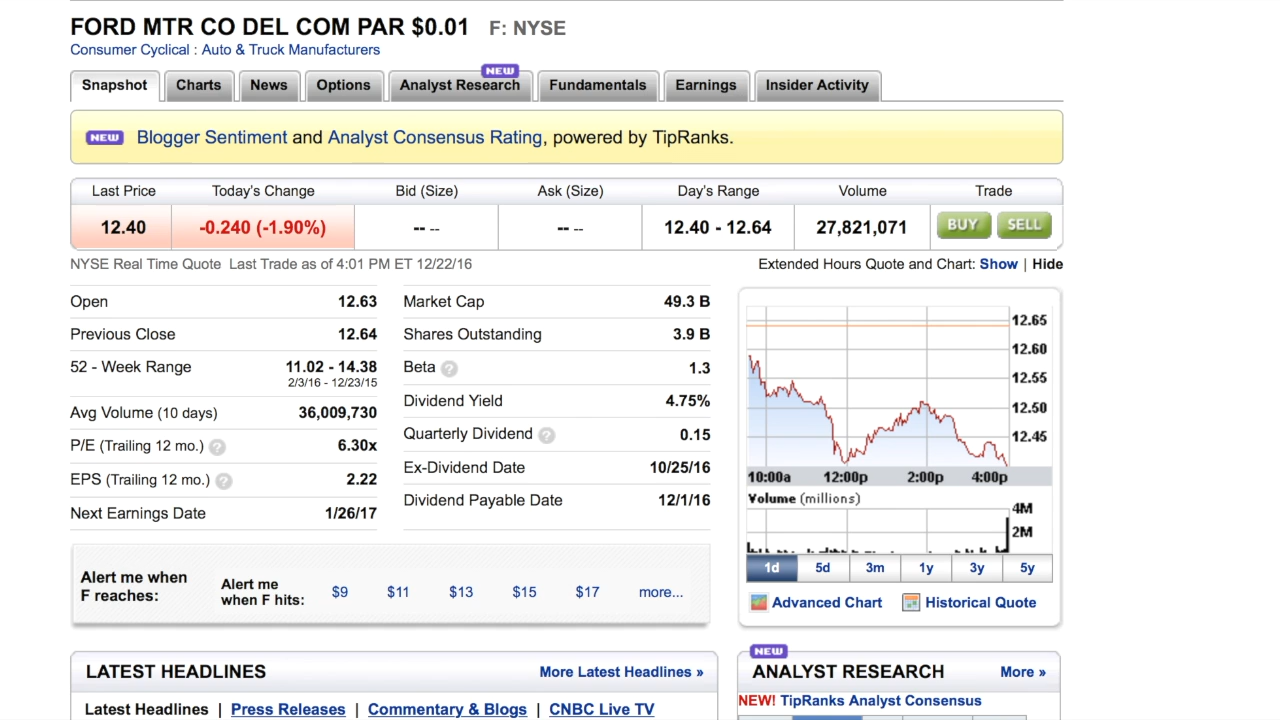 FORD MTR CO DEL COM PAR $0.01 F: NYSE
Consumer Cyclical : Auto & Truck Manufacturers
NEW
Snapshot Charts News Options Analyst Research Fundamentals Earnings Insider Activity
NEW Blogger Sentiment and Analyst Consensus Rating, powered by TipRanks.
Last Price Today's Change Bid (Size) Ask (Size) Day's Range Volume Trade
12.40 -0.240 (-1.90%) -- -- -- -- 12.40 - 12.64 27,821,071 BUY SELL
NYSE Real Time Quote Last Trade as of 4:01 PM ET 12/22/16
Extended Hours Quote and Chart: Show | Hide
Open 12.63
Previous Close 12.64
52 - Week Range 11.02 - 14.38
2/3/16 - 12/23/15
Avg Volume (10 days) 36,009,730
P/E (Trailing 12 mo.) ? 6.30x
EPS (Trailing 12 mo.) ? 2.22
Next Earnings Date 1/26/17
Market Cap 49.3 B
Shares Outstanding 3.9 B
Beta ? 1.3
Dividend Yield 4.75%
Quarterly Dividend ? 0.15
Ex-Dividend Date 10/25/16
Dividend Payable Date 12/1/16
12.65
12.60
12.55
12.50
12.45
10:00a 12:00p 2:00p 4:00p
Volume (millions)
4M
2M
1d 5d 3m 1y 3y 5y
Advanced Chart Historical Quote
Alert me when
F reaches:
Alert me
when F hits:
$9 $11 $13 $15 $17 more...
LATEST HEADLINES More Latest Headlines »
Latest Headlines | Press Releases | Commentary & Blogs | CNBC Live TV
NEW
ANALYST RESEARCH More »
NEW! TipRanks Analyst Consensus